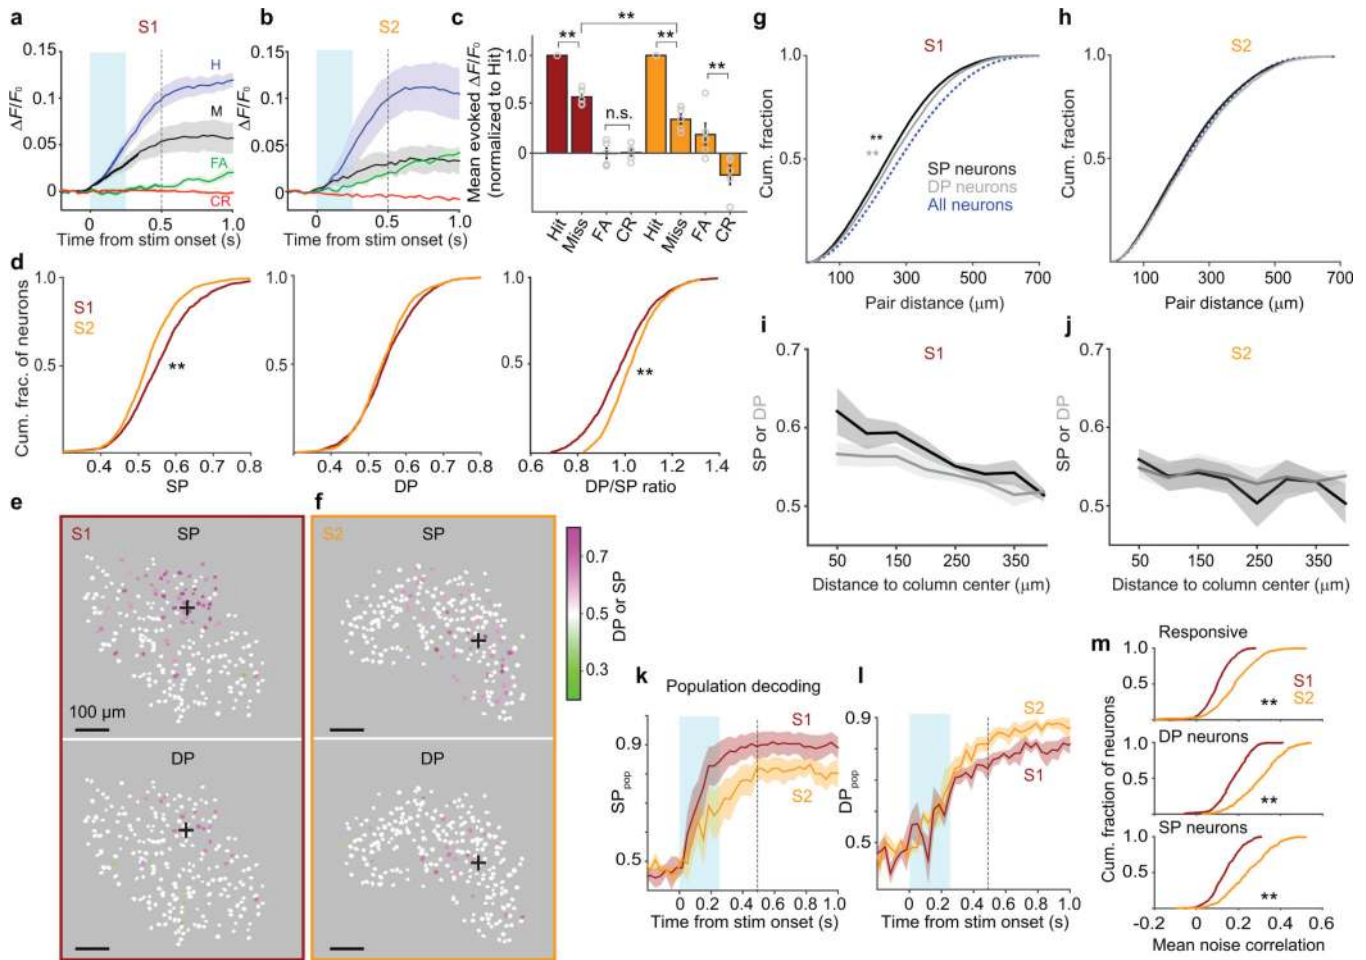 a
S1
0.15
0.1
0.05
0
ΔF/F₀
H
M
FA
CR
0
0.5
1.0
Time from stim onset (s)
b
S2
0.15
0.1
0.05
0
ΔF/F₀
0
0.5
1.0
Time from stim onset (s)
c
**
**
**
**
n.s.
1.0
0.5
0
Mean evoked ΔF/F₀
(normalized to Hit)
Hit
Miss
FA
CR
Hit
Miss
FA
CR
d
Cum. frac. of neurons
1.0
0.5
S1
S2
**
0.4
0.5
0.6
0.7
0.8
SP
1.0
0.5
0.4
0.5
0.6
0.7
0.8
DP
1.0
0.5
**
0.6
0.8
1.0
1.2
1.4
DP/SP ratio
e
S1
SP
100 μm
DP
f
S2
SP
DP
0.7
0.5
0.3
DP or SP
g
S1
1.0
0.5
Cum. fraction
**
**
SP neurons
DP neurons
All neurons
100
300
500
700
Pair distance (μm)
h
S2
1.0
0.5
Cum. fraction
100
300
500
700
Pair distance (μm)
i
S1
0.7
0.6
0.5
SP or DP
50
150
250
350
Distance to column center (μm)
j
S2
0.7
0.6
0.5
SP or DP
50
150
250
350
Distance to column center (μm)
k
Population decoding
S1
S2
0.9
0.5
SPpop
0
0.2
0.4
0.6
0.8
1.0
Time from stim onset (s)
l
S2
S1
0.9
0.5
DPpop
0
0.2
0.4
0.6
0.8
1.0
Time from stim onset (s)
m
Responsive
1.0
0.5
S1
S2
**
DP neurons
1.0
0.5
**
SP neurons
1.0
0.5
**
Cum. fraction of neurons
-0.2
0
0.2
0.4
0.6
Mean noise correlation